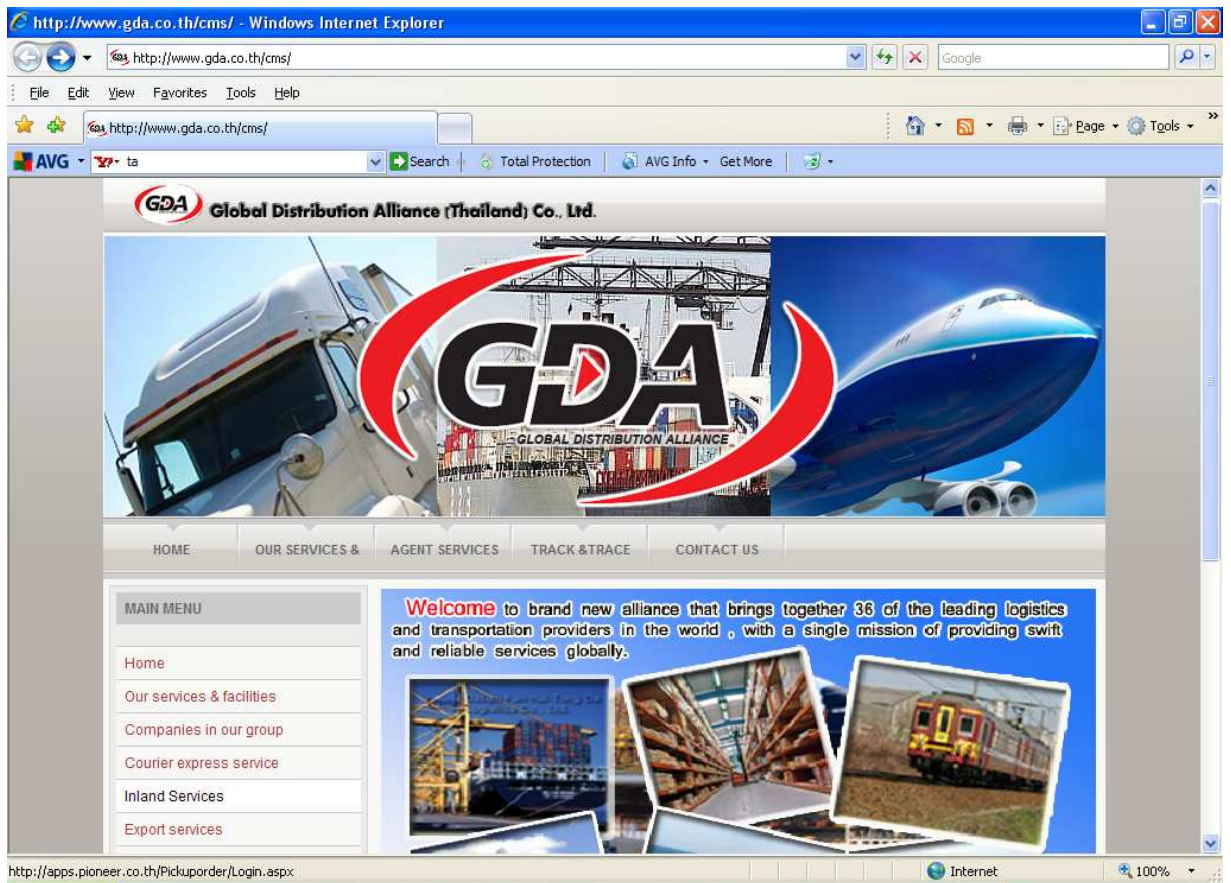 http://www.gda.co.th/cms/ - Windows Internet Explorer
http://www.gda.co.th/cms/
Google
File Edit View Favorites Tools Help
http://www.gda.co.th/cms/
Page Tools »
AVG Y! ta Search Total Protection AVG Info Get More
GDA Global Distribution Alliance (Thailand) Co., Ltd.
GDA
GLOBAL DISTRIBUTION ALLIANCE
HOME OUR SERVICES & AGENT SERVICES TRACK &TRACE CONTACT US
MAIN MENU
Home
Our services & facilities
Companies in our group
Courier express service
Inland Services
Export services
Welcome to brand new alliance that brings together 36 of the leading logistics
and transportation providers in the world , with a single mission of providing swift
and reliable services globally.
http://apps.pioneer.co.th/Pickuporder/Login.aspx Internet 100%